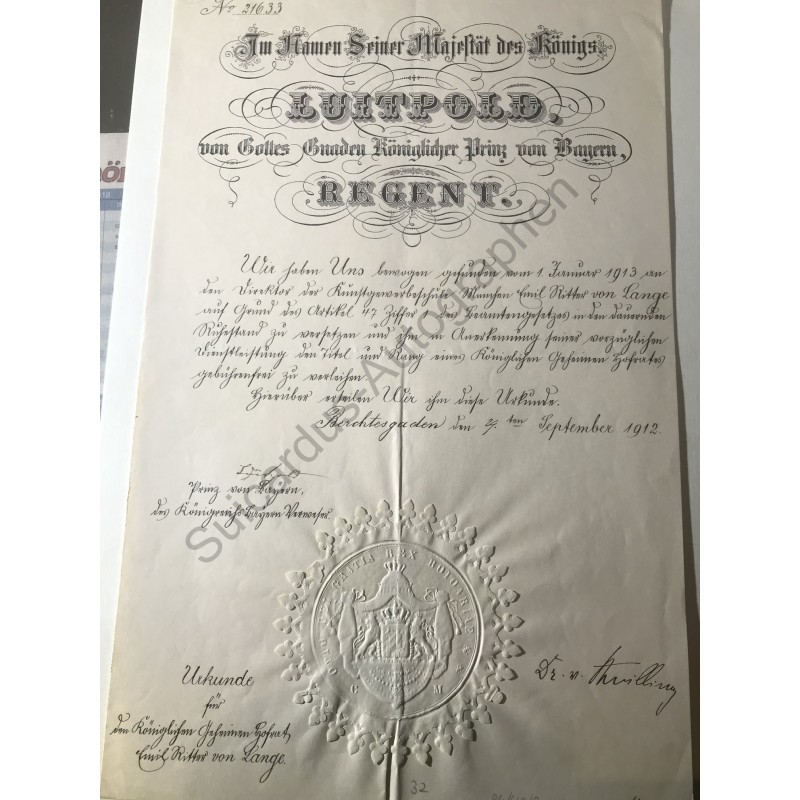 No 21633
Im Namen Seiner Majestät des Königs.
LUITPOLD,
von Gottes Gnaden Königlicher Prinz von Bayern,
REGENT.
Wir haben Uns bewogen gefunden vom 1. Januar 1913 an
den Direktor der Kunstgewerbeschule München Emil Ritter von Lange
auf Grund des Artikel 47 Ziffer des Beamtengesetzes in den dauernden
Ruhestand zu versetzen und ihm in Anerkennung seiner vorzüglichen
Dienstleistung den Titel und Rang eines Königlichen Geheimen Hofrates
gebührenfrei zu verleihen.
Hierüber erteilen Wir ihm diese Urkunde.
Berchtesgaden den ten September 1912.
Prinz von Bayern,
des Königreichs Bayern Verweser.
GRATIA REX
Dr. v.
Urkunde
für
den Königlichen Geheimen Hofrat
Emil Ritter von Lange.
32
Suicardus-Autographen